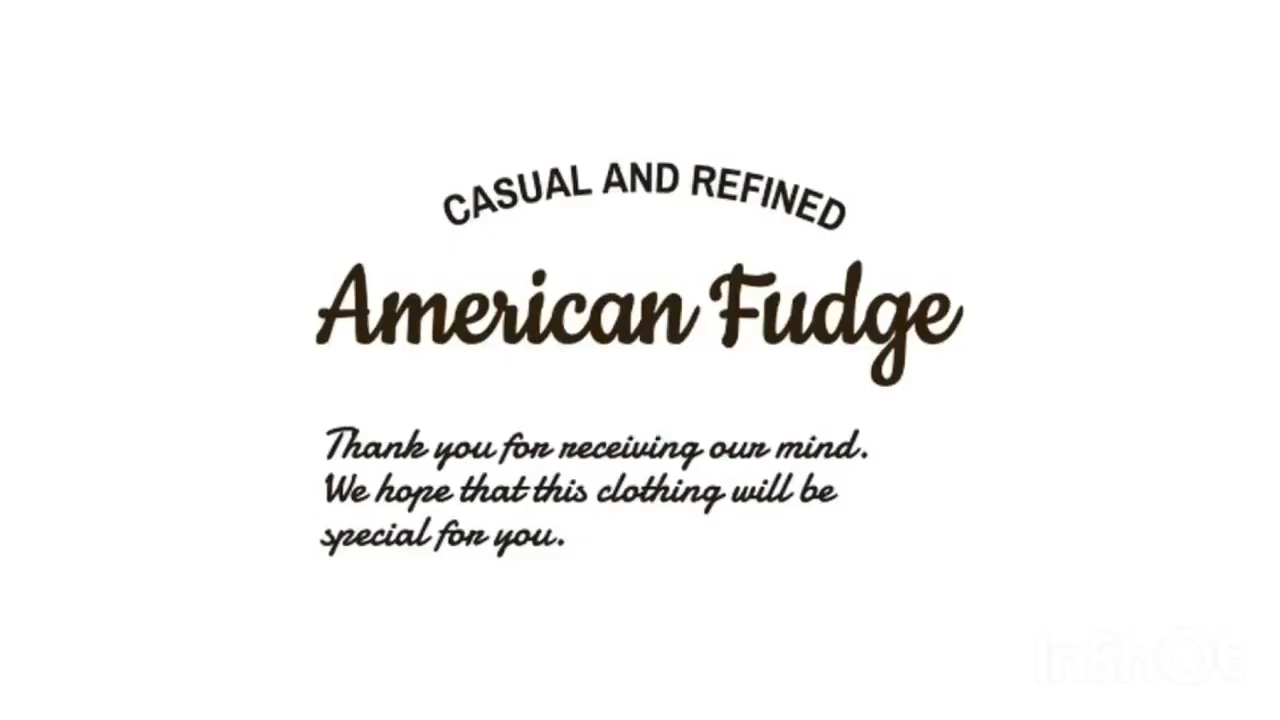 CASUAL AND REFINED
American Fudge
Thank you for receiving our mind.
We hope that this clothing will be
special for you.
InShOt